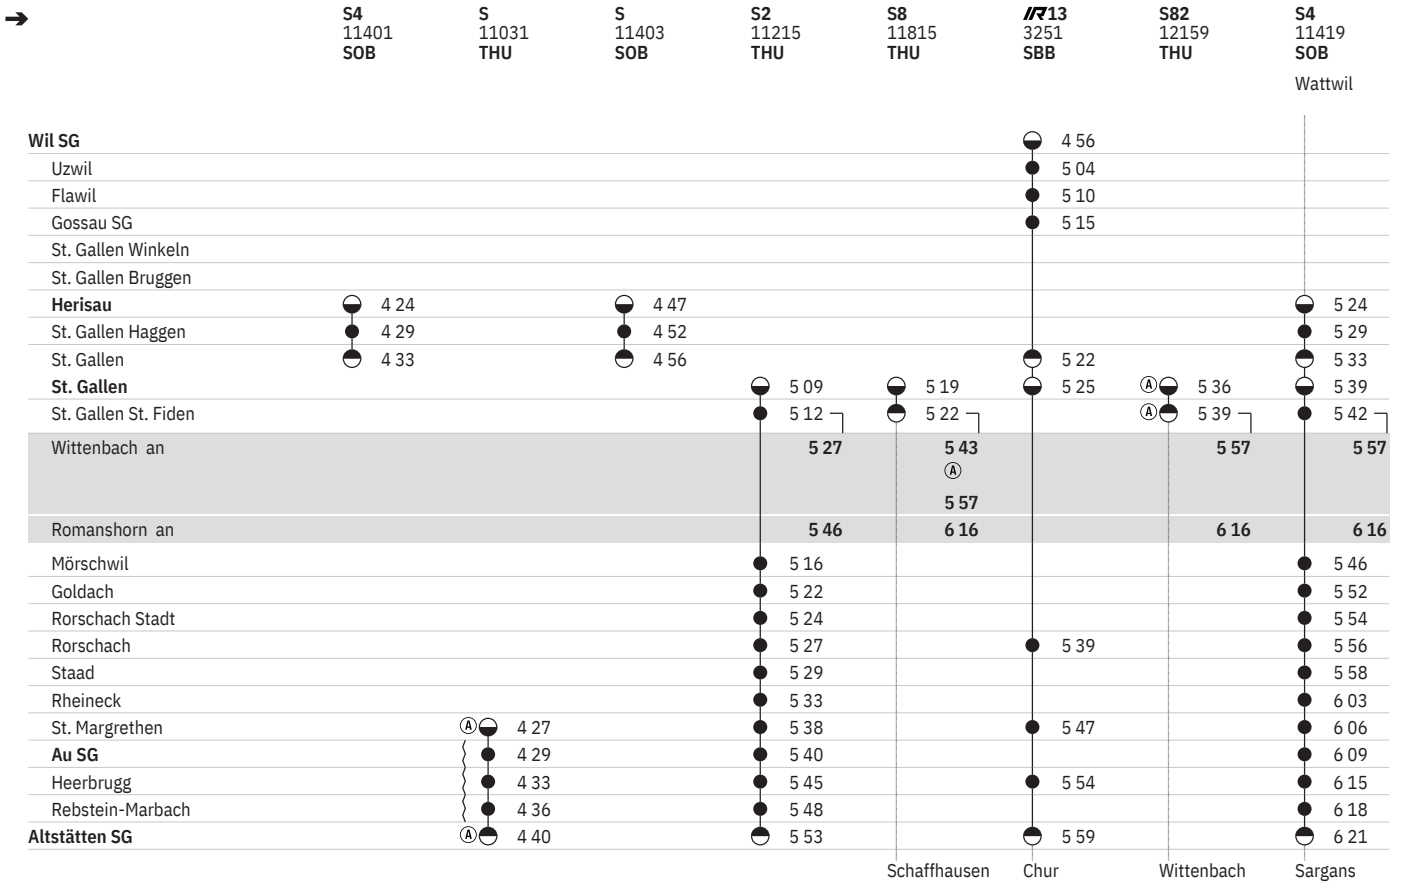 ➔ S4 S S S2 S8 IR13 S82 S4
11401 11031 11403 11215 11815 3251 12159 11419
SOB THU SOB THU THU SBB THU SOB
Wattwil
Wil SG 4 56
Uzwil 5 04
Flawil 5 10
Gossau SG 5 15
St. Gallen Winkeln
St. Gallen Bruggen
Herisau 4 24 4 47 5 24
St. Gallen Haggen 4 29 4 52 5 29
St. Gallen 4 33 4 56 5 22 5 33
St. Gallen 5 09 5 19 5 25 Ⓐ 5 36 5 39
St. Gallen St. Fiden 5 12 5 22 Ⓐ 5 39 5 42
Wittenbach an 5 27 5 43 5 57 5 57
Ⓐ
5 57
Romanshorn an 5 46 6 16 6 16 6 16
Mörschwil 5 16 5 46
Goldach 5 22 5 52
Rorschach Stadt 5 24 5 54
Rorschach 5 27 5 39 5 56
Staad 5 29 5 58
Rheineck 5 33 6 03
St. Margrethen Ⓐ 4 27 5 38 5 47 6 06
Au SG 4 29 5 40 6 09
Heerbrugg 4 33 5 45 5 54 6 15
Rebstein-Marbach 4 36 5 48 6 18
Altstätten SG Ⓐ 4 40 5 53 5 59 6 21
Schaffhausen Chur Wittenbach Sargans